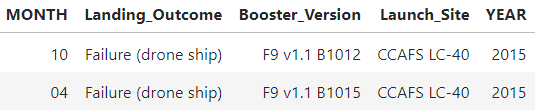 MONTH Landing_Outcome Booster_Version Launch_Site YEAR
10 Failure (drone ship) F9 v1.1 B1012 CCAFS LC-40 2015
04 Failure (drone ship) F9 v1.1 B1015 CCAFS LC-40 2015